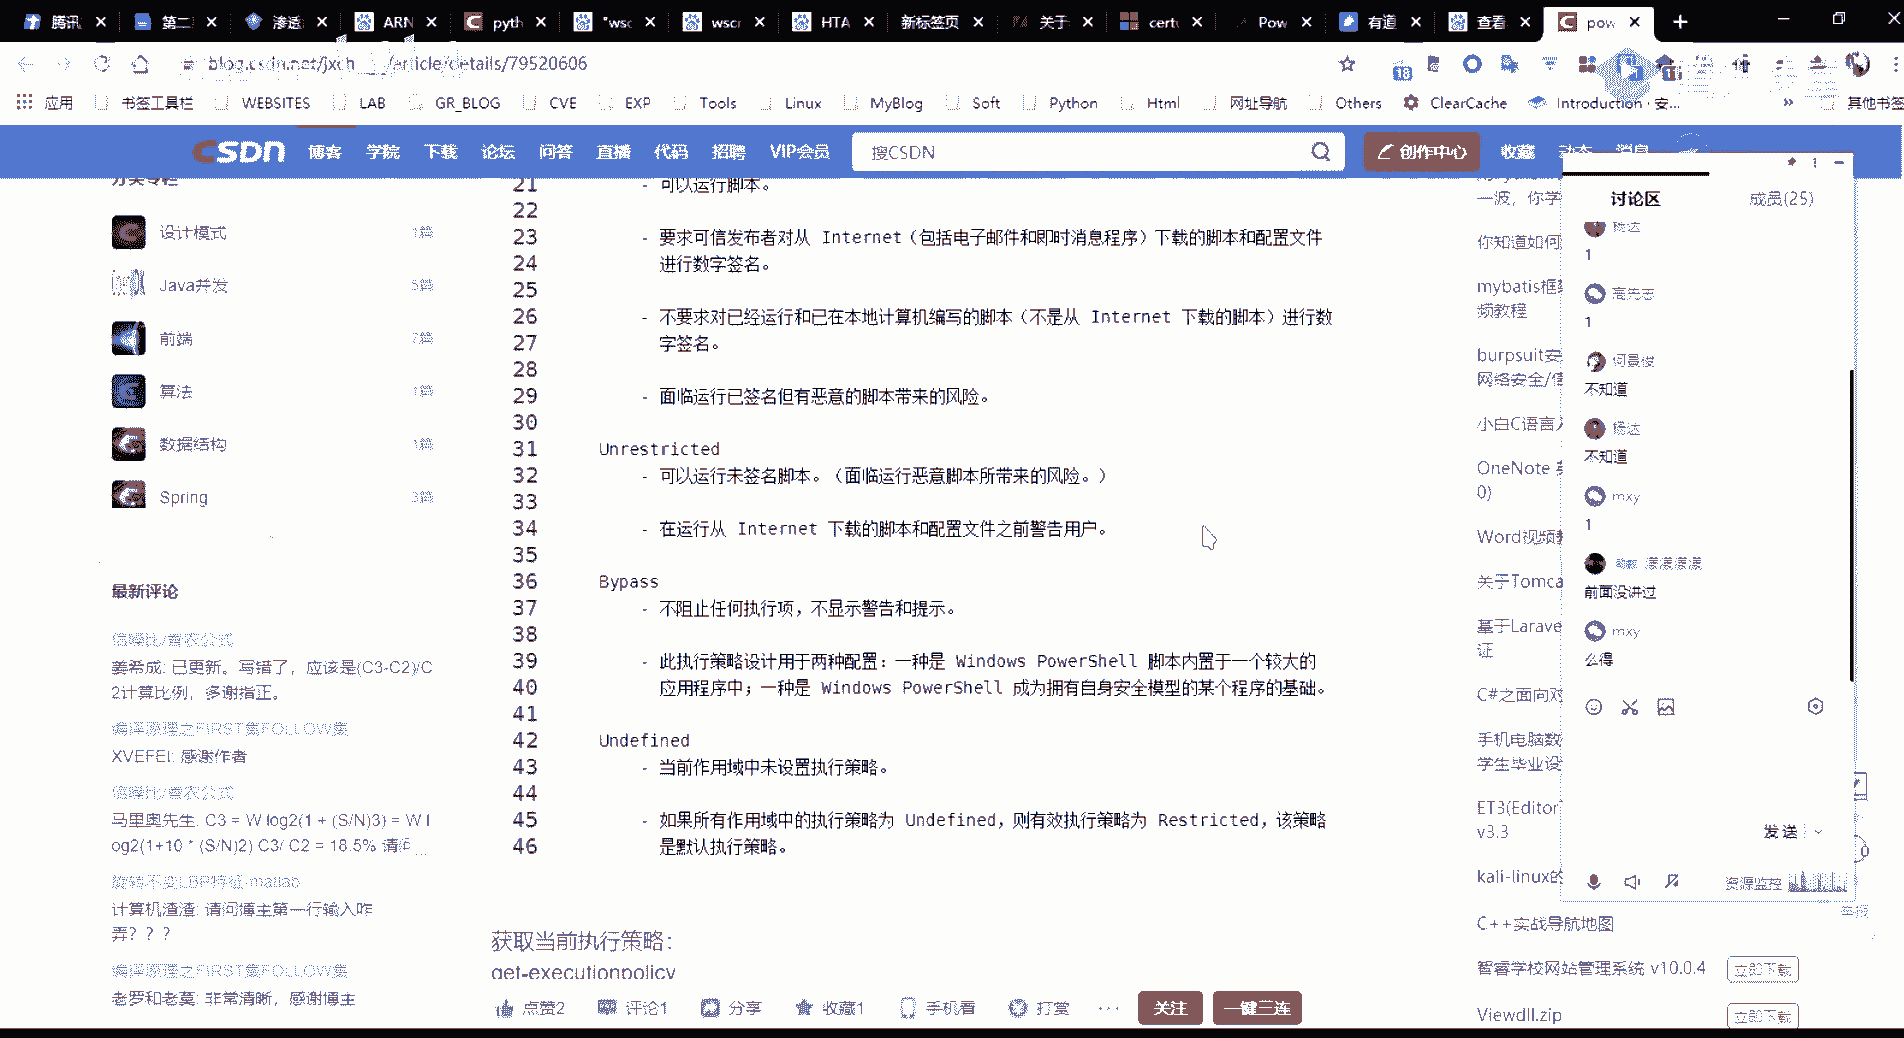 腾讯
第二
渗透
ARN
pyth
"wsc
wscr
HTA
新标签页
关于
certu
Pow
有道
查看
pow
blog.csdn.net/jxch____/article/details/79520606
应用
书签工具栏
WEBSITES
LAB
GR_BLOG
CVE
EXP
Tools
Linux
MyBlog
Soft
Python
Html
网址导航
Others
ClearCache
Introduction · 安...
»
其他书签
CSDN
博客
学院
下载
论坛
问答
直播
代码
招聘
VIP会员
搜CSDN
创作中心
收藏
动态
消息
分类专栏
设计模式
1篇
Java并发
5篇
前端
7篇
算法
1篇
数据结构
1篇
Spring
3篇
最新评论
信噪比/香农公式
姜希成: 已更新。写错了，应该是(C3-C2)/C
2计算比例，多谢指正。
编译原理之FIRST集FOLLOW集
XVEFEI: 感谢作者
信噪比/香农公式
马里奥先生: C3 = W log2(1 + (S/N)3) = W l
og2(1+10 * (S/N)2) C3/ C2 = 18.5% 请问 ...
旋转不变LBP特征-matlab
计算机渣渣: 请问博主第一行输入咋
弄？？？
编译原理之FIRST集FOLLOW集
老罗和老莫: 非常清晰，感谢博主
21 - 可以运行脚本。
22
23 - 要求可信发布者对从 Internet（包括电子邮件和即时消息程序）下载的脚本和配置文件
24 进行数字签名。
25
26 - 不要求对已经运行和已在本地计算机编写的脚本（不是从 Internet 下载的脚本）进行数
27 字签名。
28
29 - 面临运行已签名但有恶意的脚本带来的风险。
30
31 Unrestricted
32 - 可以运行未签名脚本。（面临运行恶意脚本所带来的风险。）
33
34 - 在运行从 Internet 下载的脚本和配置文件之前警告用户。
35
36 Bypass
37 - 不阻止任何执行项，不显示警告和提示。
38
39 - 此执行策略设计用于两种配置：一种是 Windows PowerShell 脚本内置于一个较大的
40 应用程序中；一种是 Windows PowerShell 成为拥有自身安全模型的某个程序的基础。
41
42 Undefined
43 - 当前作用域中未设置执行策略。
44
45 - 如果所有作用域中的执行策略为 Undefined，则有效执行策略为 Restricted，该策略
46 是默认执行策略。
获取当前执行策略：
get-executionpolicy
点赞2
评论1
分享
收藏1
手机看
打赏
···
关注
一键三连
一波，你学
你知道如何
mybatis框架
频教程
burpsuit安
网络安全/信
小白C语言入
OneNote
0)
Word视频教
关于Tomca
基于Larave
证
C#之面向对
手机电脑数
学生毕业设
ET3(Editor
v3.3
kali-linux的
C++实战导航地图
智睿学校网站管理系统 v10.0.4
立即下载
Viewdll.zip
立即下载
讨论区
成员(25)
杨达
1
高先志
1
何景俊
不知道
杨达
不知道
mxy
1
前面没讲过
mxy
么得
发送
资源监控
举报